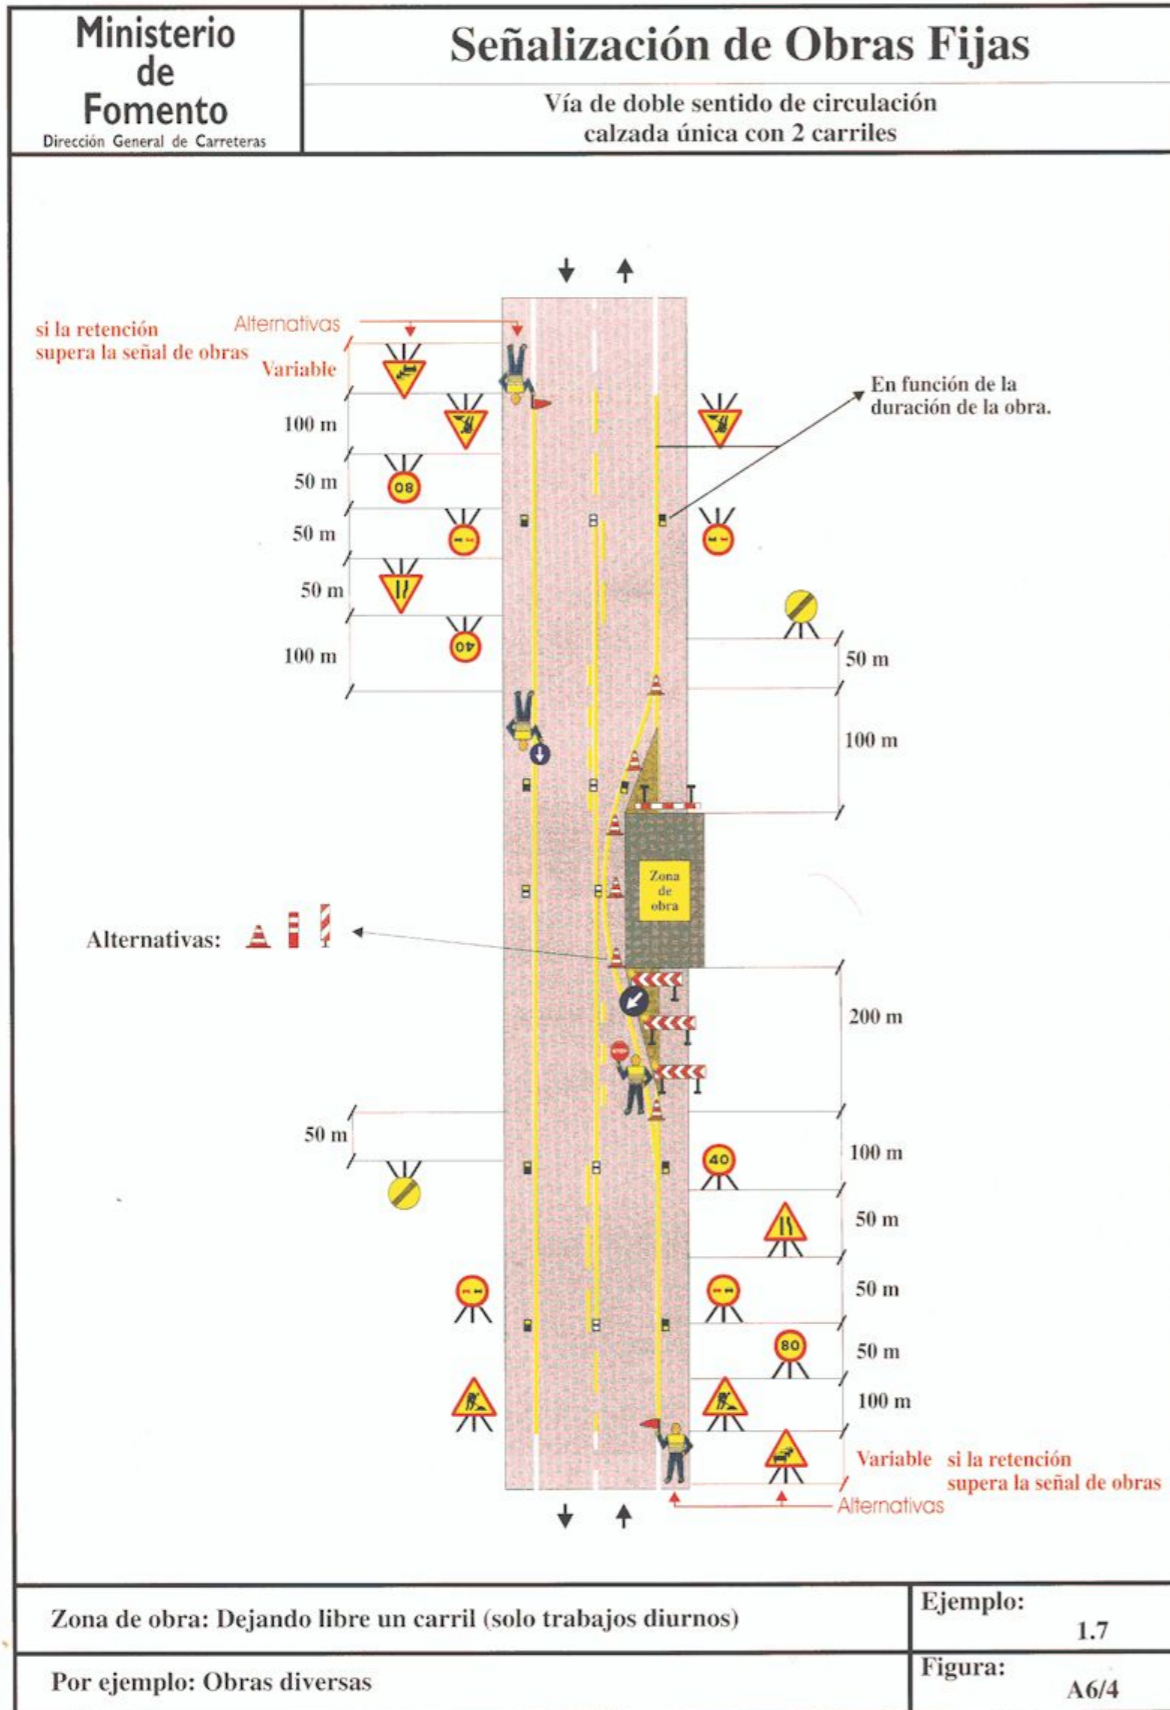 Ministerio
de
Fomento
Dirección General de Carreteras
Señalización de Obras Fijas
Vía de doble sentido de circulación
calzada única con 2 carriles
si la retención
supera la señal de obras
Alternativas
Variable
100 m
50 m
80
50 m
50 m
100 m
40
En función de la
duración de la obra.
50 m
100 m
Zona
de
obra
Alternativas:
200 m
STOP
50 m
100 m
40
50 m
50 m
80
50 m
100 m
Variable si la retención
supera la señal de obras
Alternativas
Zona de obra: Dejando libre un carril (solo trabajos diurnos)
Ejemplo:
1.7
Por ejemplo: Obras diversas
Figura:
A6/4